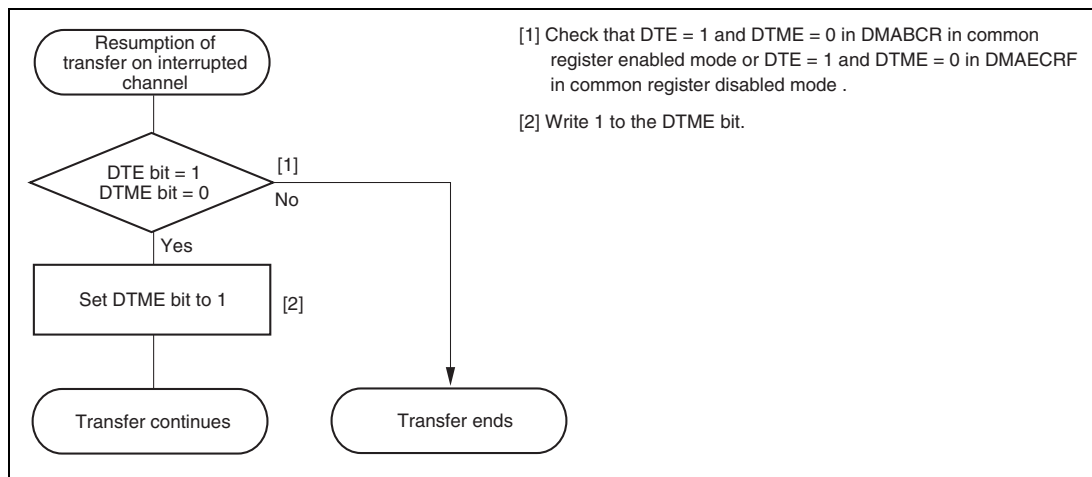 Resumption of
transfer on interrupted
channel
[1] Check that DTE = 1 and DTME = 0 in DMABCR in common
register enabled mode or DTE = 1 and DTME = 0 in DMAECRF
in common register disabled mode .
[2] Write 1 to the DTME bit.
DTE bit = 1
DTME bit = 0
[1]
No
Yes
Set DTME bit to 1
[2]
Transfer continues
Transfer ends